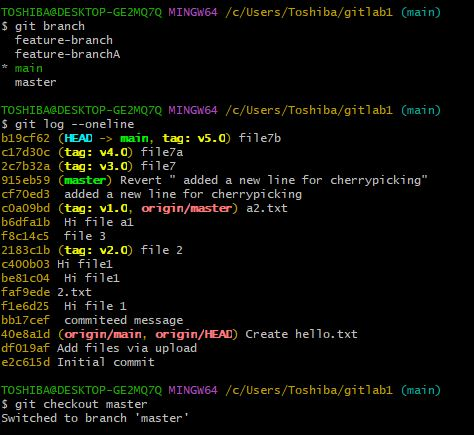 TOSHIBA@DESKTOP-GE2MQ7Q MINGW64 /c/Users/Toshiba/gitlab1 (main)
$ git branch
  feature-branch
  feature-branchA
* main
  master

TOSHIBA@DESKTOP-GE2MQ7Q MINGW64 /c/Users/Toshiba/gitlab1 (main)
$ git log --oneline
b19cf62 (HEAD -> main, tag: v5.0) file7b
c17d30c (tag: v4.0) file7a
2c7b32a (tag: v3.0) file7
915eb59 (master) Revert " added a new line for cherrypicking"
cf70ed3  added a new line for cherrypicking
c0a09bd (tag: v1.0, origin/master) a2.txt
b6dfa1b  Hi file a1
f8c14c5  file 3
2183c1b (tag: v2.0) file 2
c400b03 Hi file1
be81c04  Hi file1
faf9ede 2.txt
f1e6d25  Hi file 1
bb17cef  commiteed message
40e8a1d (origin/main, origin/HEAD) Create hello.txt
df019af Add files via upload
e2c615d Initial commit

TOSHIBA@DESKTOP-GE2MQ7Q MINGW64 /c/Users/Toshiba/gitlab1 (main)
$ git checkout master
Switched to branch 'master'